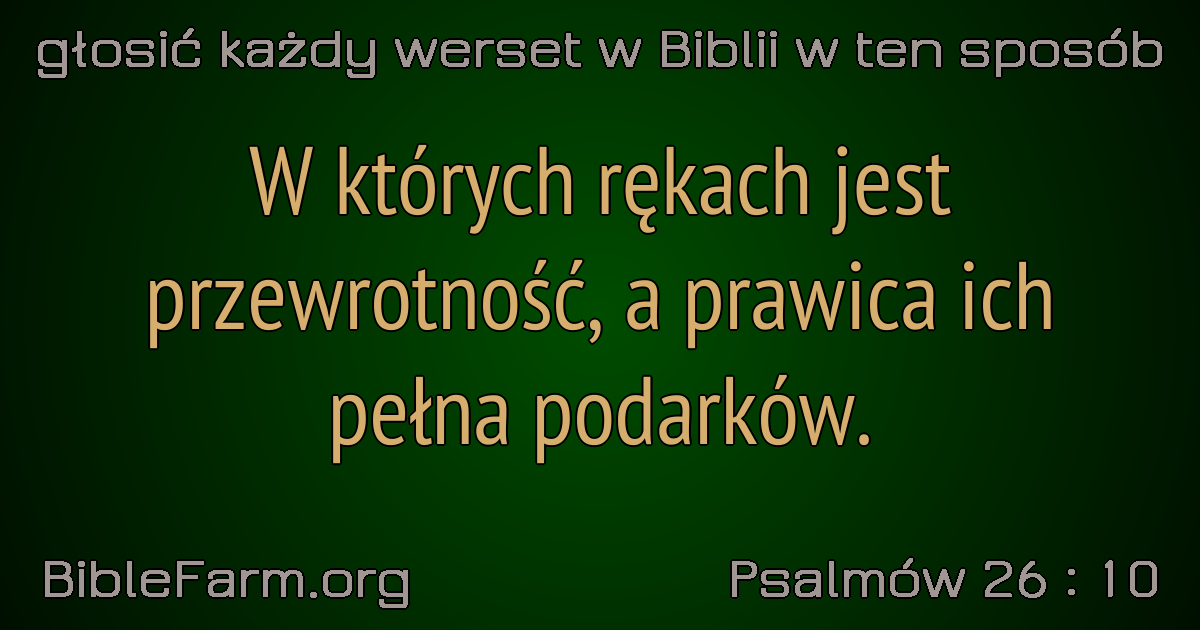 głosić każdy werset w Biblii w ten sposób
W których rękach jest
przewrotność, a prawica ich
pełna podarków.
BibleFarm.org
Psalmów 26 : 10